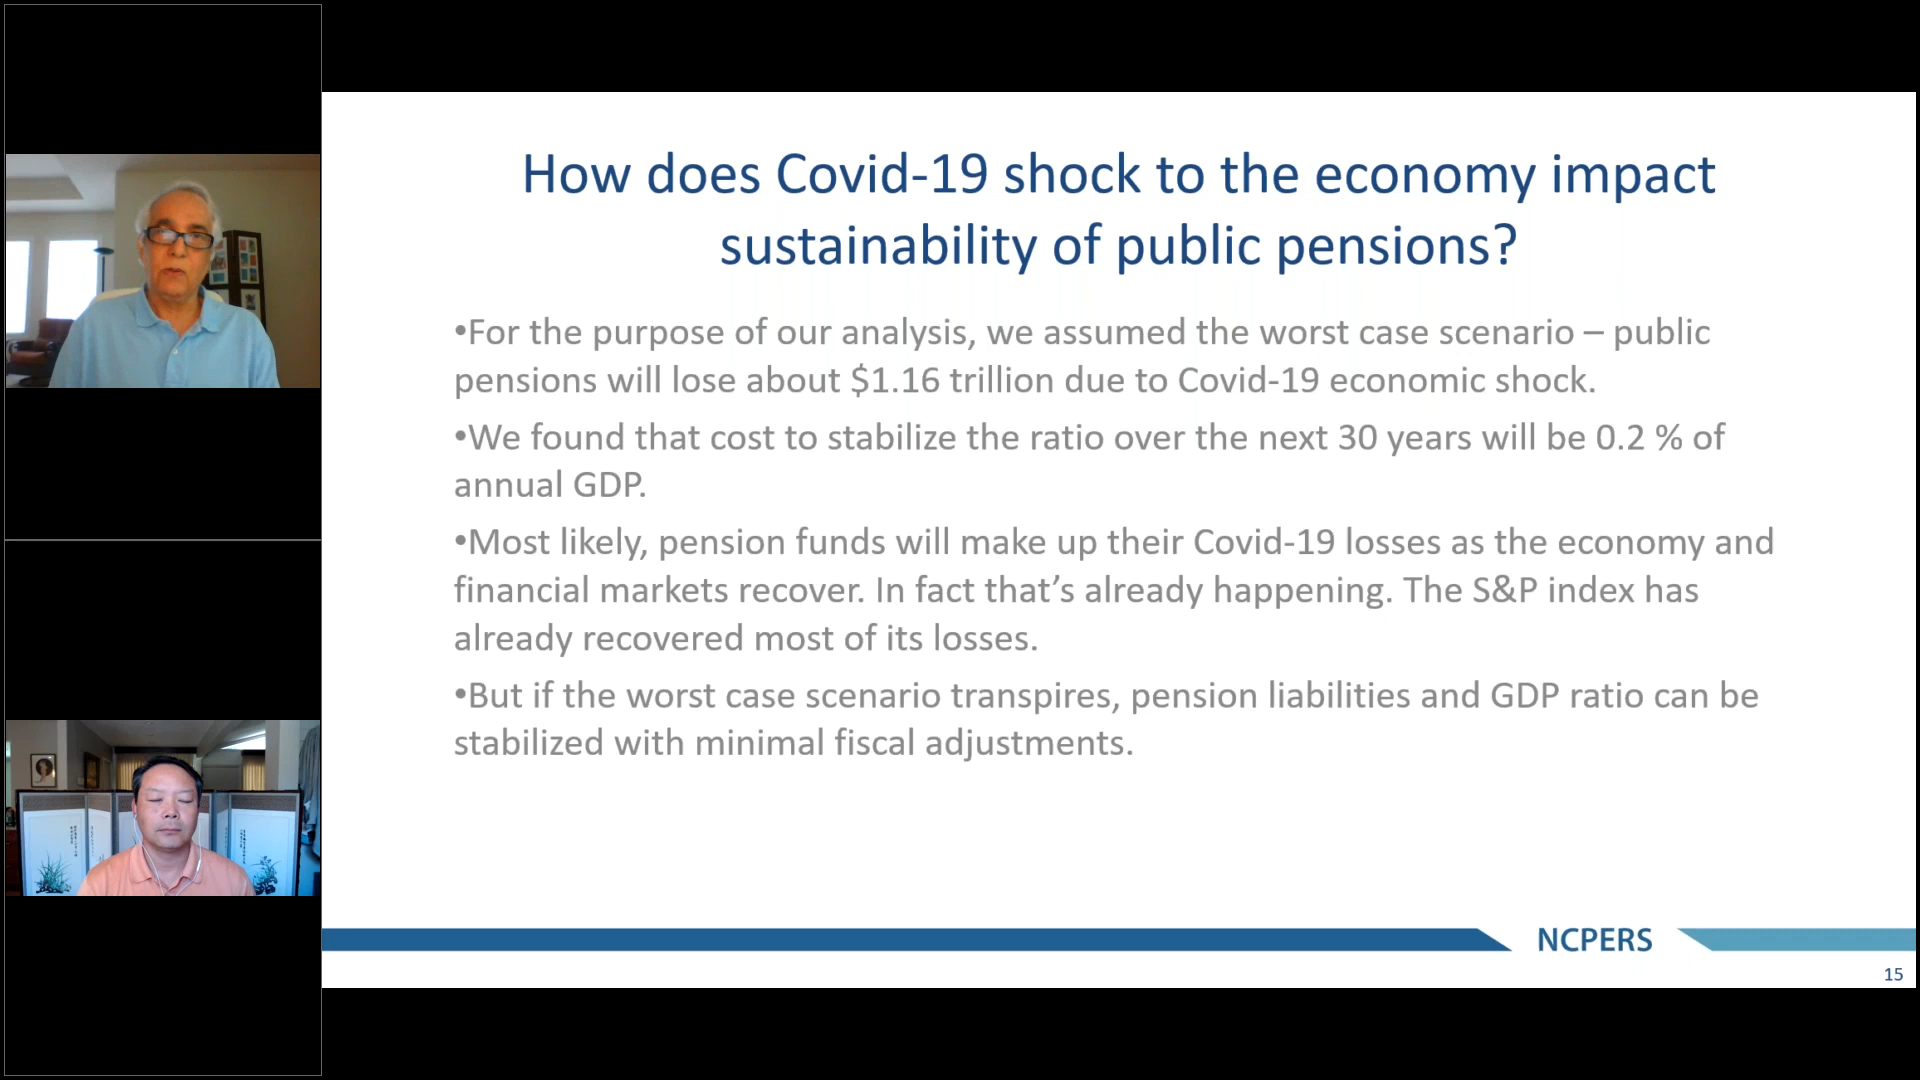 How does Covid-19 shock to the economy impact
sustainability of public pensions?
•For the purpose of our analysis, we assumed the worst case scenario – public
pensions will lose about $1.16 trillion due to Covid-19 economic shock.
•We found that cost to stabilize the ratio over the next 30 years will be 0.2 % of
annual GDP.
•Most likely, pension funds will make up their Covid-19 losses as the economy and
financial markets recover. In fact that’s already happening. The S&P index has
already recovered most of its losses.
•But if the worst case scenario transpires, pension liabilities and GDP ratio can be
stabilized with minimal fiscal adjustments.
NCPERS
15